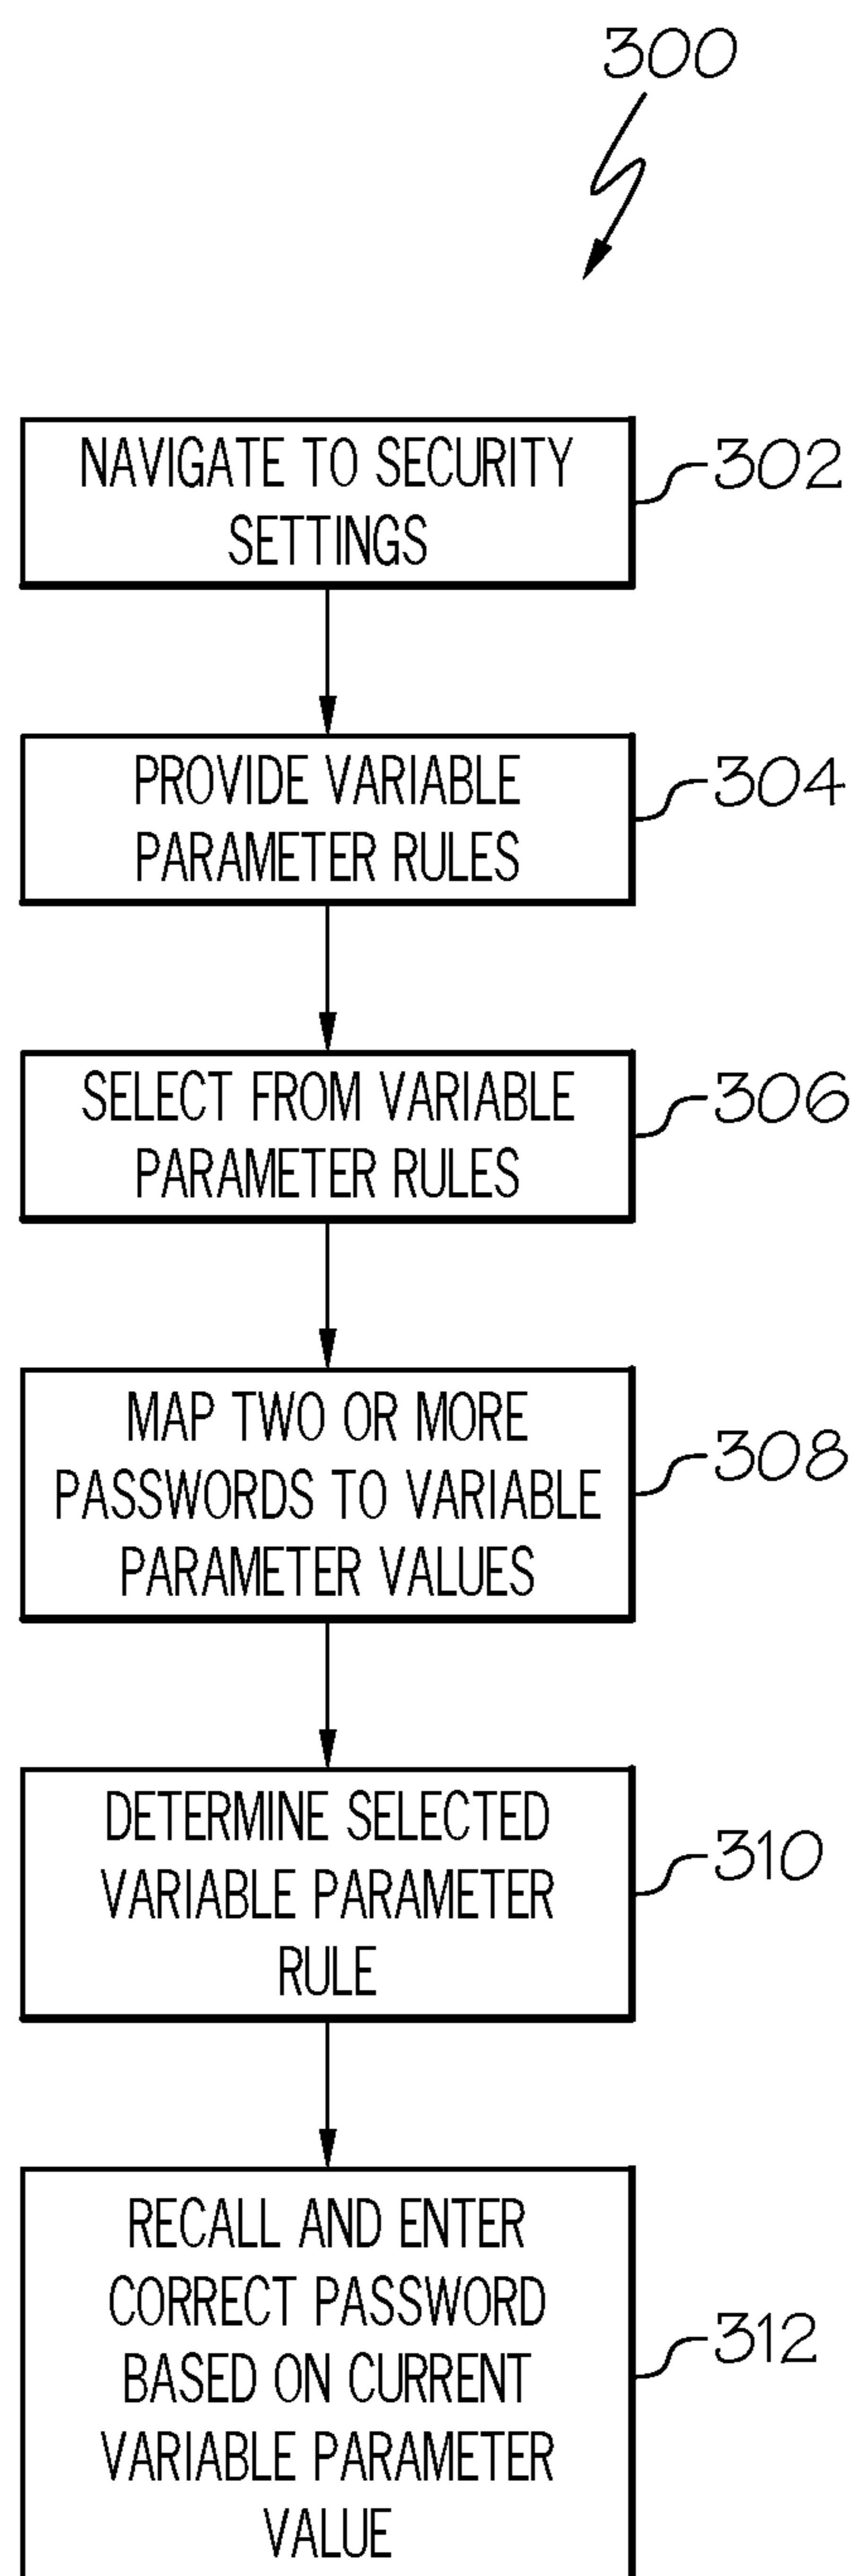 300
NAVIGATE TO SECURITY
SETTINGS
302
PROVIDE VARIABLE
PARAMETER RULES
304
SELECT FROM VARIABLE
PARAMETER RULES
306
MAP TWO OR MORE
PASSWORDS TO VARIABLE
PARAMETER VALUES
308
DETERMINE SELECTED
VARIABLE PARAMETER
RULE
310
RECALL AND ENTER
CORRECT PASSWORD
BASED ON CURRENT
VARIABLE PARAMETER
VALUE
312